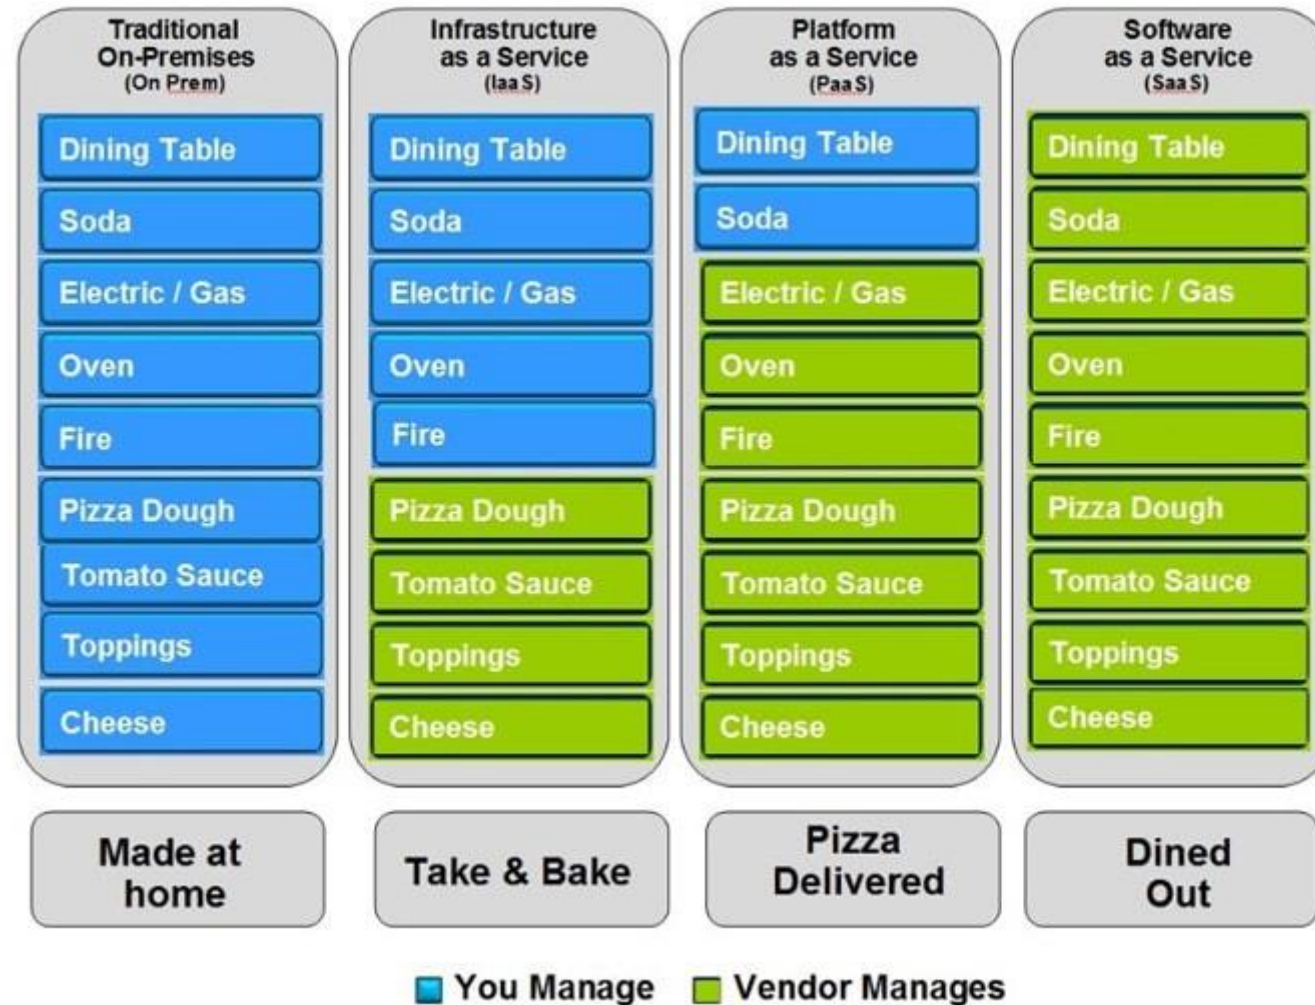 Traditional
On-Premises
(On Prem)
Dining Table
Soda
Electric / Gas
Oven
Fire
Pizza Dough
Tomato Sauce
Toppings
Cheese
Made at
home
Infrastructure
as a Service
(IaaS)
Dining Table
Soda
Electric / Gas
Oven
Fire
Pizza Dough
Tomato Sauce
Toppings
Cheese
Take & Bake
Platform
as a Service
(PaaS)
Dining Table
Soda
Electric / Gas
Oven
Fire
Pizza Dough
Tomato Sauce
Toppings
Cheese
Pizza
Delivered
Software
as a Service
(SaaS)
Dining Table
Soda
Electric / Gas
Oven
Fire
Pizza Dough
Tomato Sauce
Toppings
Cheese
Dined
Out
You Manage
Vendor Manages